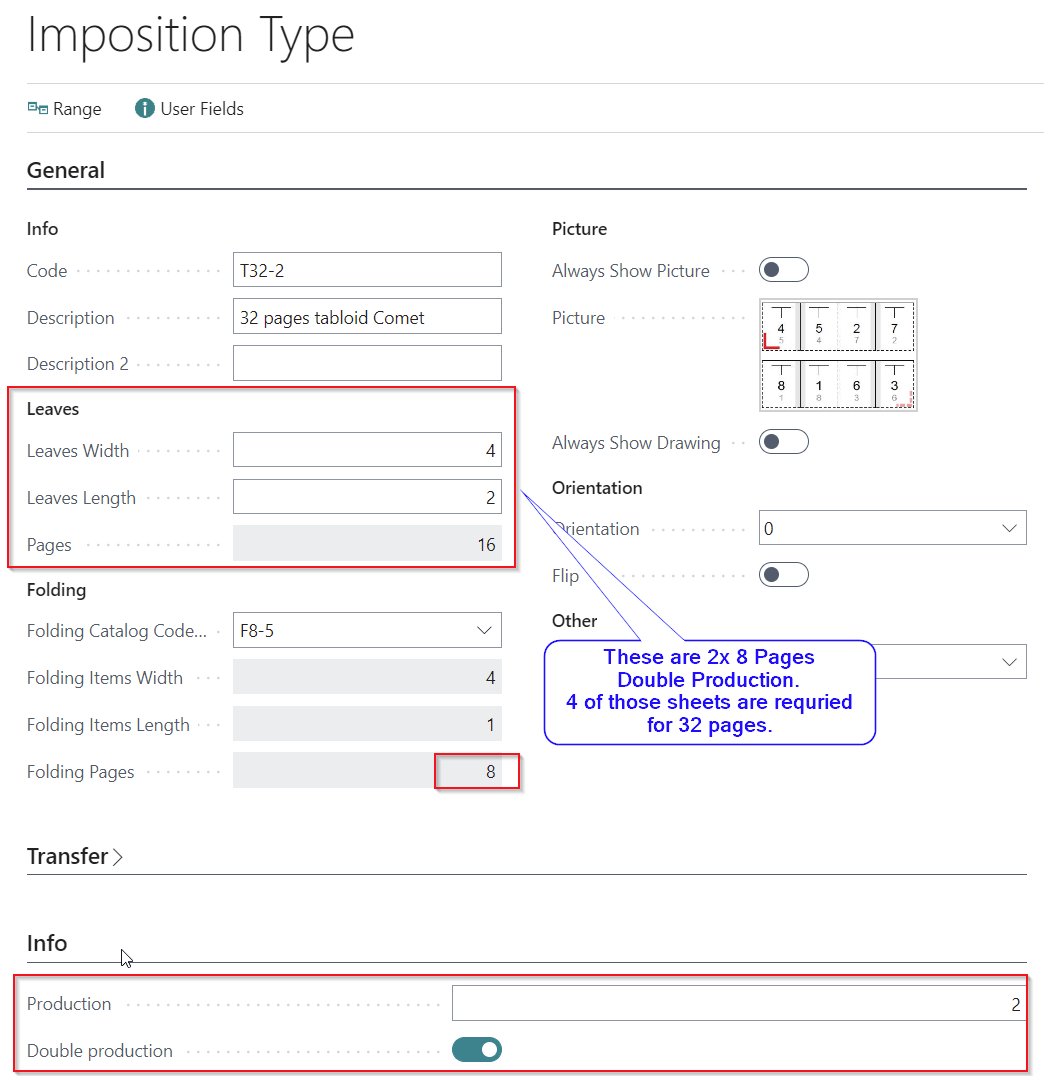 Imposition Type
Range User Fields
General
Info
Code T32-2
Description 32 pages tabloid Comet
Description 2
Leaves
Leaves Width 4
Leaves Length 2
Pages 16
Folding
Folding Catalog Code... F8-5
Folding Items Width 4
Folding Items Length 1
Folding Pages 8
Picture
Always Show Picture
Picture
4 5 2 7
5 4 7 2
8 1 6 3
1 8 3 6
Always Show Drawing
Orientation
Orientation 0
Flip
Other
These are 2x 8 Pages
Double Production.
4 of those sheets are requried
for 32 pages.
Transfer
Info
Production 2
Double production